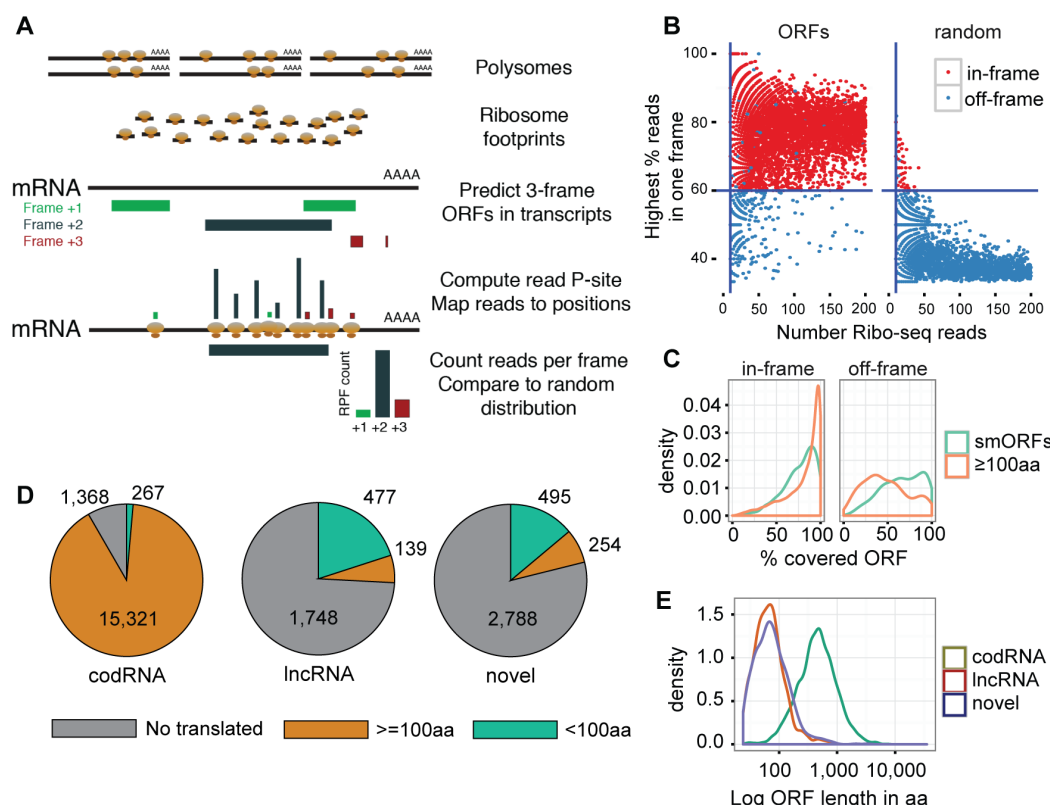 A
AAAA AAAA AAAA
AAAA AAAA AAAA
Polysomes
Ribosome
footprints
AAAA
mRNA
Frame +1
Frame +2
Frame +3
Predict 3-frame
ORFs in transcripts
Compute read P-site
Map reads to positions
AAAA
mRNA
Count reads per frame
Compare to random
distribution
RPF count
+1 +2 +3
B
ORFs random
in-frame
off-frame
Highest % reads
in one frame
100
80
60
40
0 50 100 150 200 0 50 100 150 200
Number Ribo-seq reads
C
in-frame off-frame
density
0.04
0.03
0.02
0.01
0.00
0 50 100 0 50 100
% covered ORF
smORFs
≥100aa
D
1,368 267
15,321
codRNA
477
139
1,748
lncRNA
495
254
2,788
novel
No translated >=100aa <100aa
E
density
1.5
1.0
0.5
0.0
100 1,000 10,000
Log ORF length in aa
codRNA
lncRNA
novel